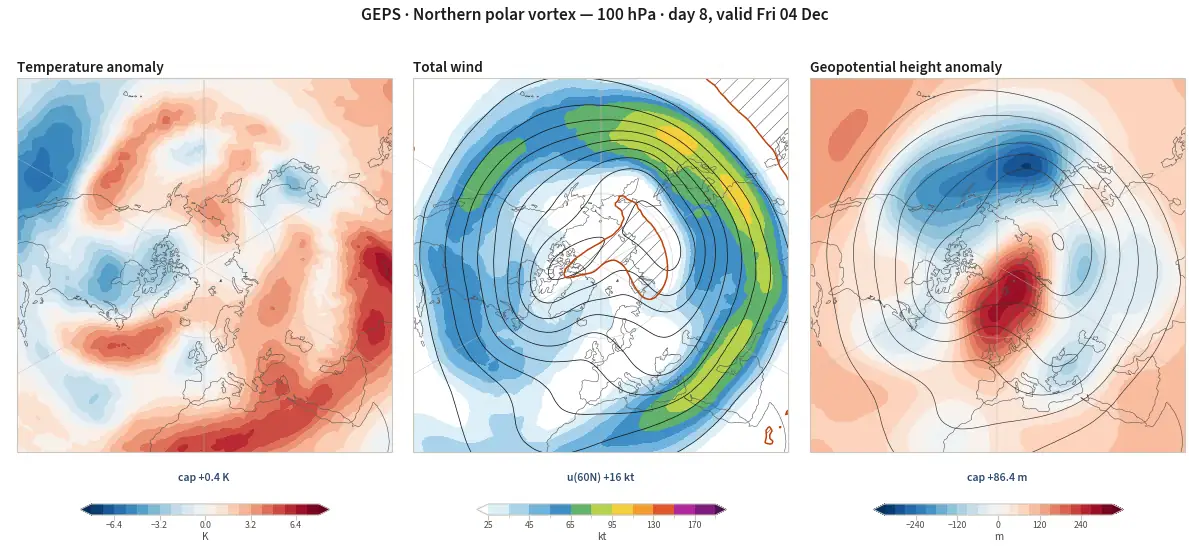 GEPS · Northern polar vortex — 100 hPa · day 8, valid Fri 04 Dec
Temperature anomaly
Total wind
Geopotential height anomaly
cap +0.4 K
u(60N) +16 kt
cap +86.4 m
−6.4 −3.2 0.0 3.2 6.4
K
25 45 65 95 130 170
kt
−240 −120 0 120 240
m